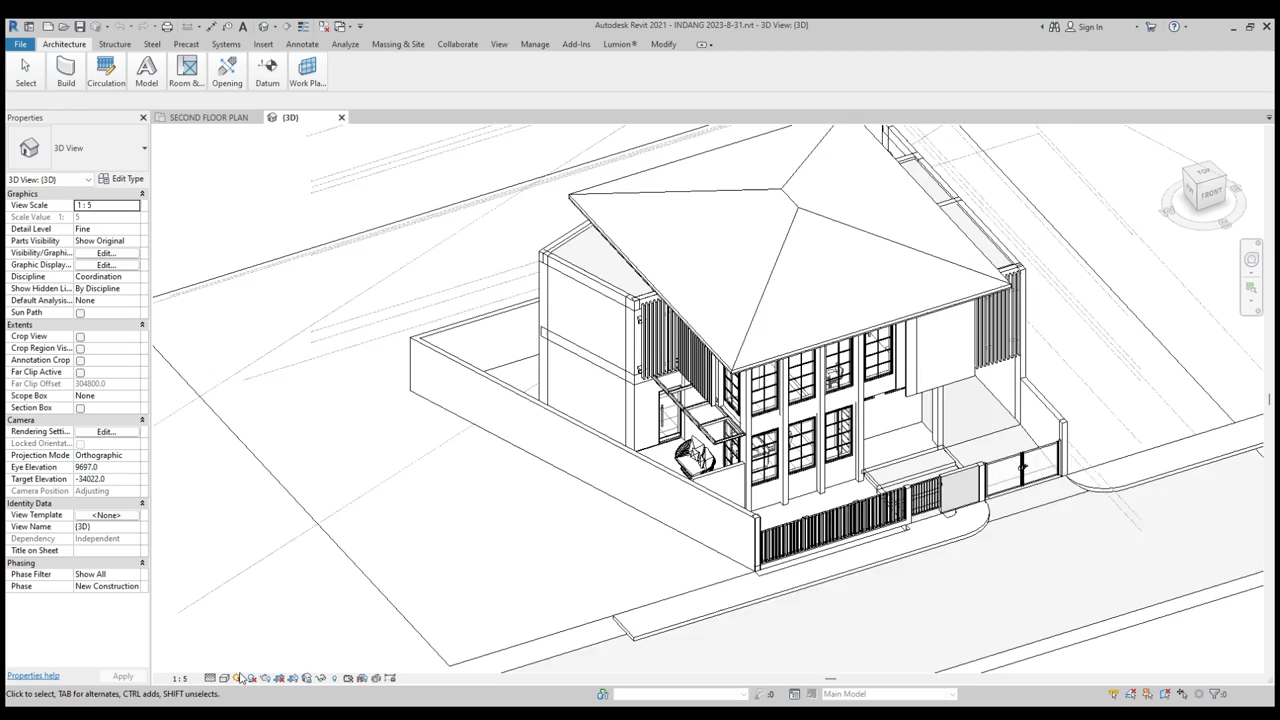 Autodesk Revit 2021 - INDANG 2023-8-31.rvt - 3D View: {3D}
Sign In
File Architecture Structure Steel Precast Systems Insert Annotate Analyze Massing & Site Collaborate View Manage Add-Ins Lumion® Modify
Select Build Circulation Model Room &... Opening Datum Work Pla...
Properties
SECOND FLOOR PLAN {3D}
3D View
3D View: {3D} Edit Type
Graphics
View Scale 1 : 5
Scale Value 1: 5
Detail Level Fine
Parts Visibility Show Original
Visibility/Graphi... Edit...
Graphic Display... Edit...
Discipline Coordination
Show Hidden Li... By Discipline
Default Analysis... None
Sun Path
Extents
Crop View
Crop Region Vis...
Annotation Crop
Far Clip Active
Far Clip Offset 304800.0
Scope Box None
Section Box
Camera
Rendering Setti... Edit...
Locked Orientat...
Projection Mode Orthographic
Eye Elevation 9697.0
Target Elevation -34022.0
Camera Position Adjusting
Identity Data
View Template <None>
View Name {3D}
Dependency Independent
Title on Sheet
Phasing
Phase Filter Show All
Phase New Construction
Properties help Apply
TOP
FRONT
1 : 5
Click to select, TAB for alternates, CTRL adds, SHIFT unselects.
:0 Main Model :0